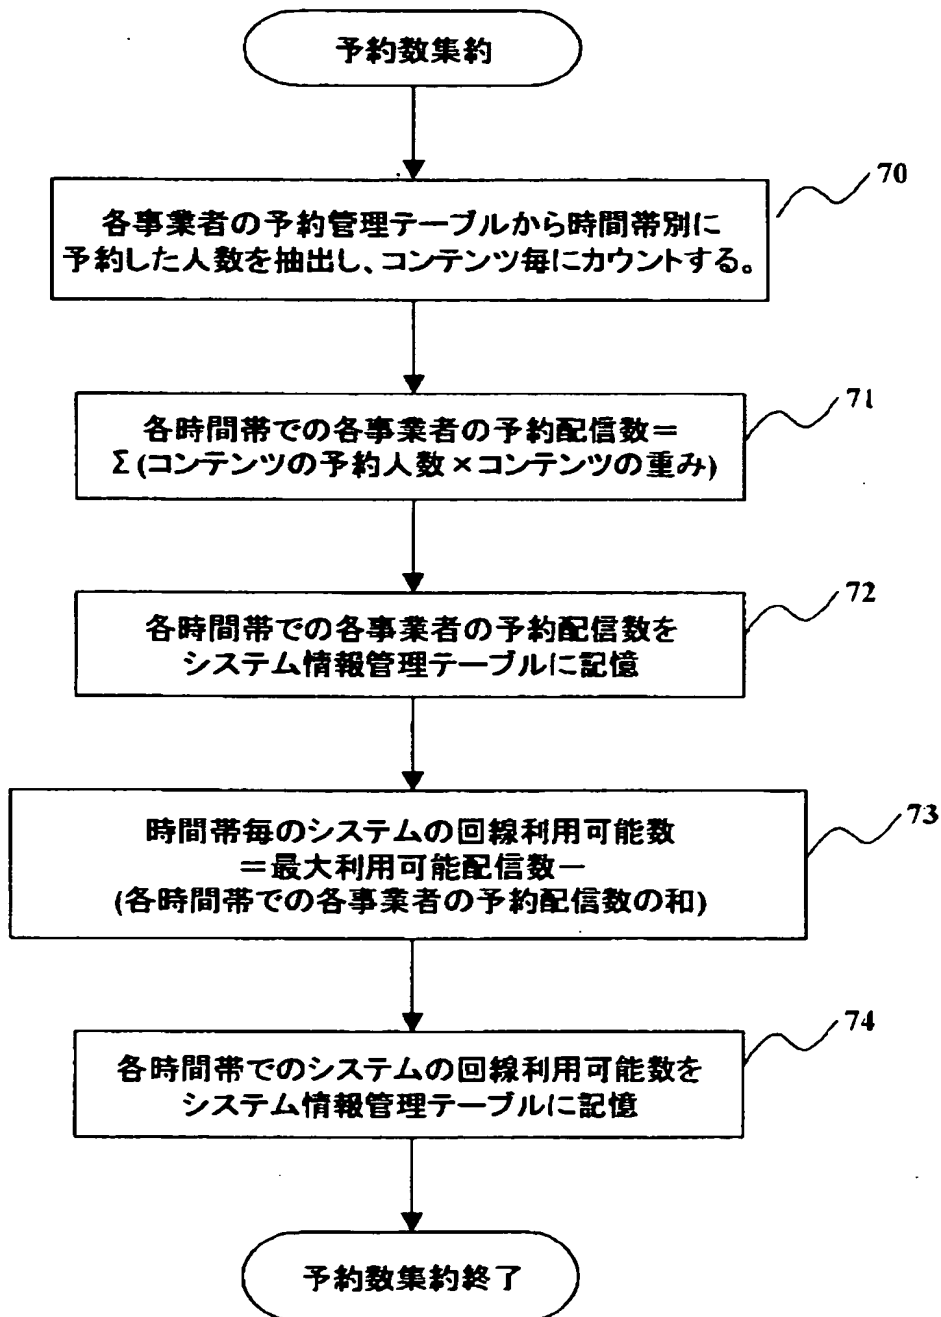 予約数集約
70
各事業者の予約管理テーブルから時間帯別に
予約した人数を抽出し、コンテンツ毎にカウントする。
71
各時間帯での各事業者の予約配信数＝
Σ(コンテンツの予約人数×コンテンツの重み)
72
各時間帯での各事業者の予約配信数を
システム情報管理テーブルに記憶
73
時間帯毎のシステムの回線利用可能数
＝最大利用可能配信数－
(各時間帯での各事業者の予約配信数の和)
74
各時間帯でのシステムの回線利用可能数を
システム情報管理テーブルに記憶
予約数集約終了